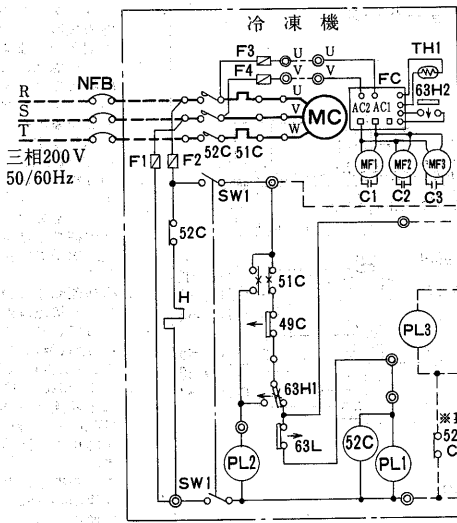 冷凍機
F3 U U TH1
F4 V V FC 63H2
NFB
R U
S V MC AC2 AC1
T W
三相200V F1 F2 52C 51C MF1 MF2 MF3
50/60Hz C1 C2 C3
SW1
52C
51C
H 49C
PL3
63H1
52
PL2 63L 52C PL1 C
SW1